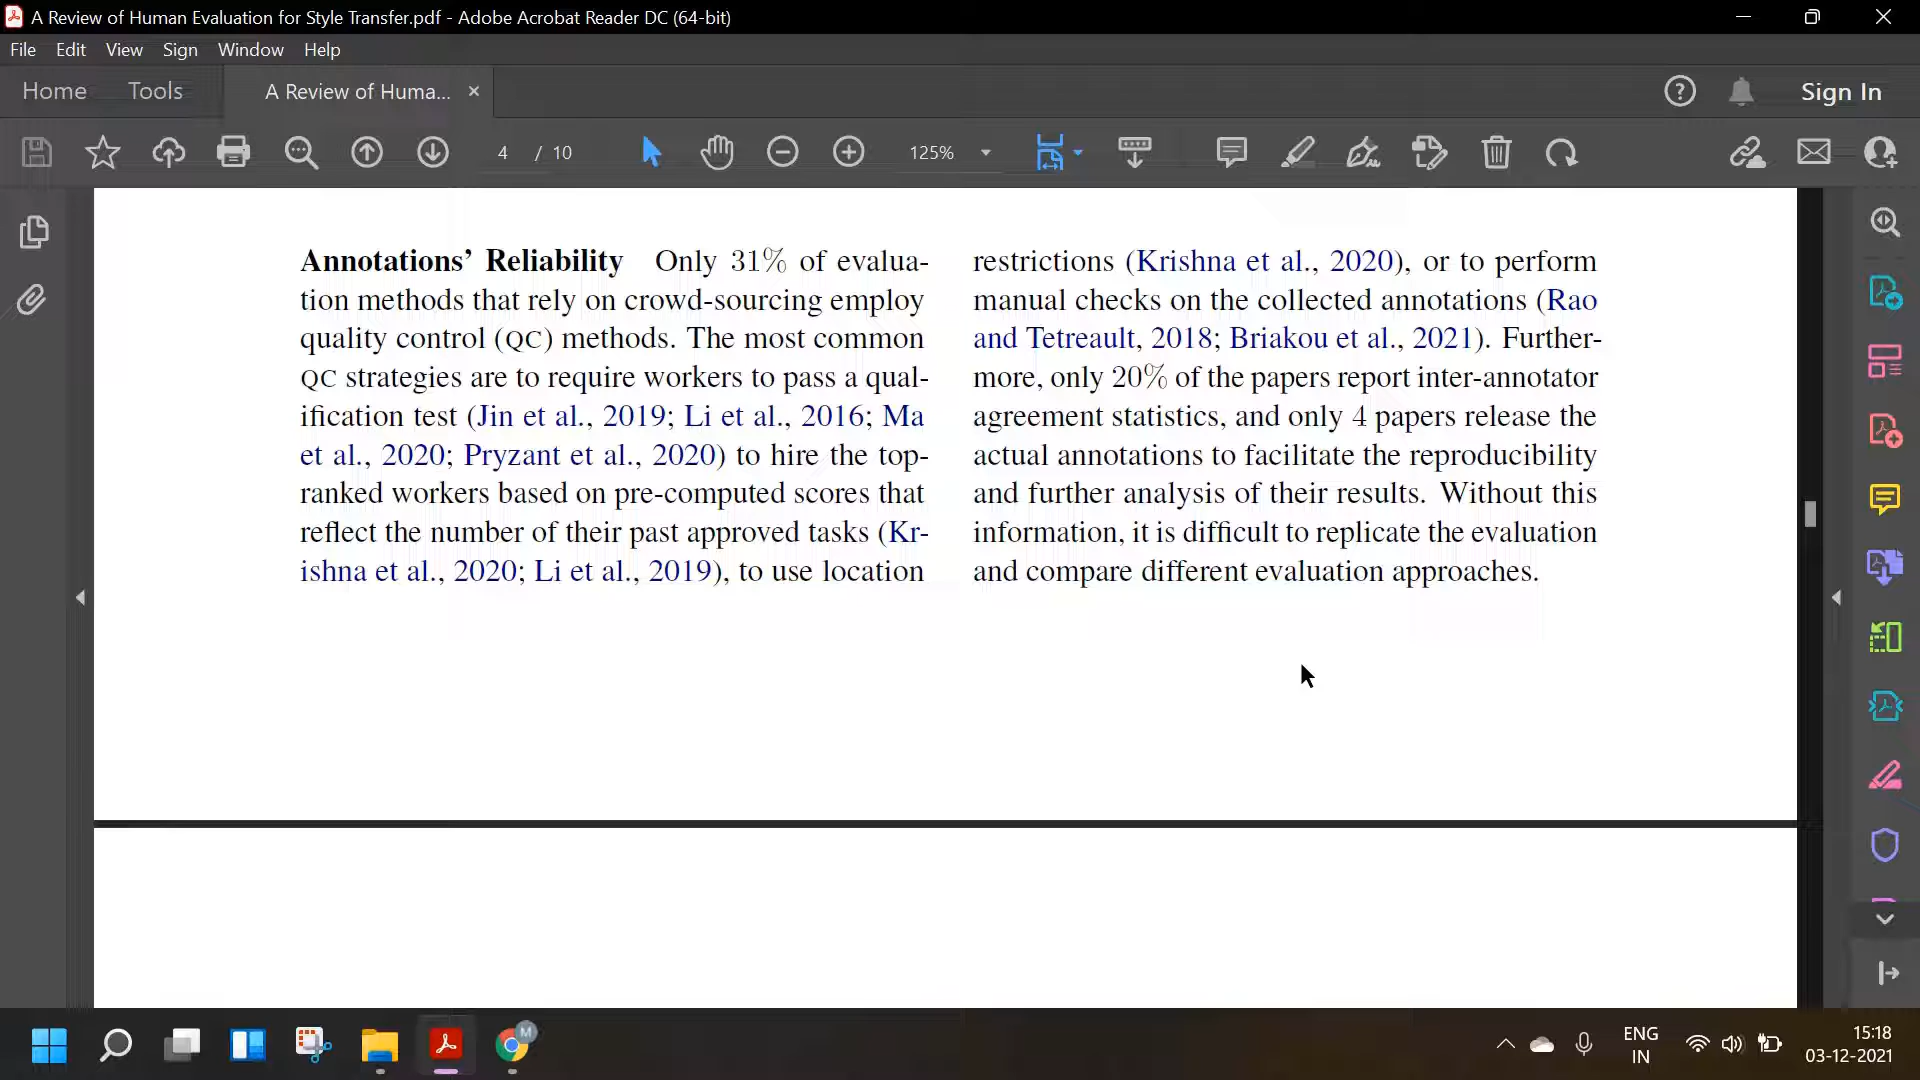 A Review of Human Evaluation for Style Transfer.pdf - Adobe Acrobat Reader DC (64-bit)
File Edit View Sign Window Help
Home Tools A Review of Huma... × Sign In
4 / 10 125%
Annotations’ Reliability Only 31% of evalua-
tion methods that rely on crowd-sourcing employ
quality control (QC) methods. The most common
QC strategies are to require workers to pass a qual-
ification test (Jin et al., 2019; Li et al., 2016; Ma
et al., 2020; Pryzant et al., 2020) to hire the top-
ranked workers based on pre-computed scores that
reflect the number of their past approved tasks (Kr-
ishna et al., 2020; Li et al., 2019), to use location
restrictions (Krishna et al., 2020), or to perform
manual checks on the collected annotations (Rao
and Tetreault, 2018; Briakou et al., 2021). Further-
more, only 20% of the papers report inter-annotator
agreement statistics, and only 4 papers release the
actual annotations to facilitate the reproducibility
and further analysis of their results. Without this
information, it is difficult to replicate the evaluation
and compare different evaluation approaches.
M
ENG
IN
15:18
03-12-2021